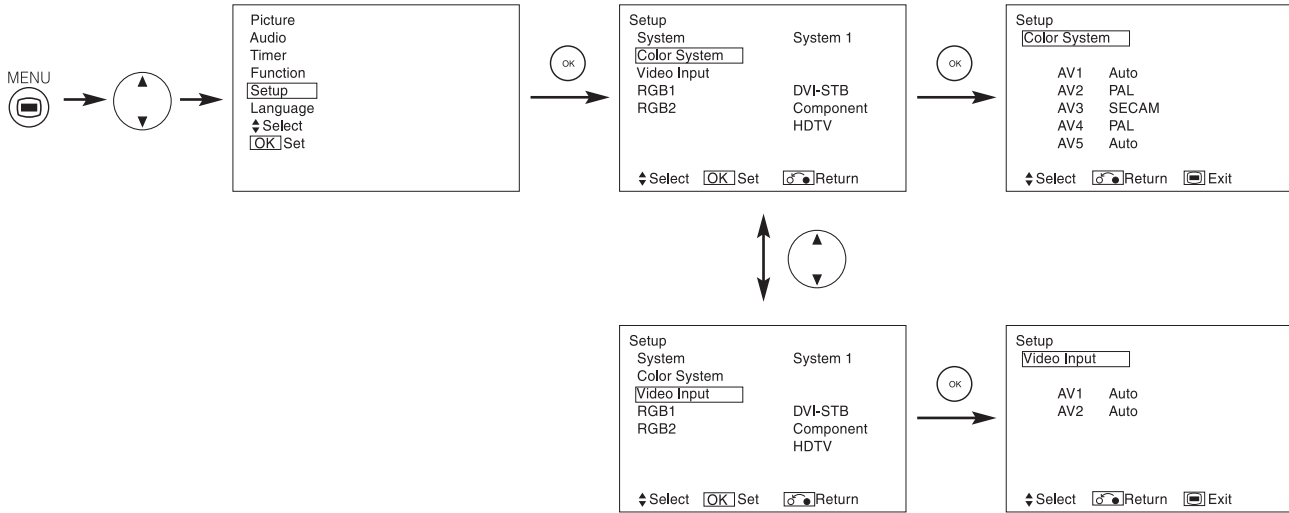 MENU
Picture
Audio
Timer
Function
Setup
Language
Select
OK Set
OK
Setup
System System 1
Color System
Video Input
RGB1 DVI-STB
RGB2 Component
HDTV
Select OK Set Return
OK
Setup
Color System
AV1 Auto
AV2 PAL
AV3 SECAM
AV4 PAL
AV5 Auto
Select Return Exit
Setup
System System 1
Color System
Video Input
RGB1 DVI-STB
RGB2 Component
HDTV
Select OK Set Return
OK
Setup
Video Input
AV1 Auto
AV2 Auto
Select Return Exit